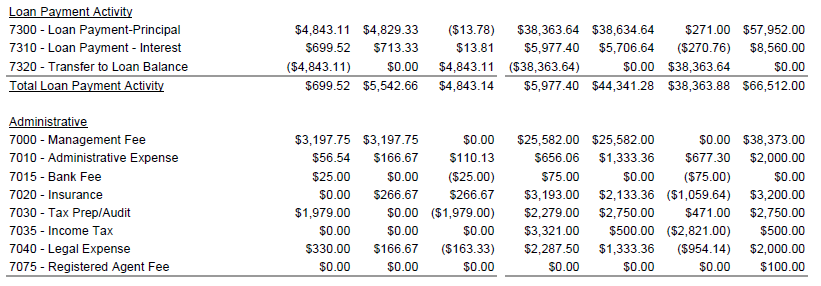 Loan Payment Activity
7300 - Loan Payment-Principal $4,843.11 $4,829.33 ($13.78) $38,363.64 $38,634.64 $271.00 $57,952.00
7310 - Loan Payment - Interest $699.52 $713.33 $13.81 $5,977.40 $5,706.64 ($270.76) $8,560.00
7320 - Transfer to Loan Balance ($4,843.11) $0.00 $4,843.11 ($38,363.64) $0.00 $38,363.64 $0.00
Total Loan Payment Activity $699.52 $5,542.66 $4,843.14 $5,977.40 $44,341.28 $38,363.88 $66,512.00
Administrative
7000 - Management Fee $3,197.75 $3,197.75 $0.00 $25,582.00 $25,582.00 $0.00 $38,373.00
7010 - Administrative Expense $56.54 $166.67 $110.13 $656.06 $1,333.36 $677.30 $2,000.00
7015 - Bank Fee $25.00 $0.00 ($25.00) $75.00 $0.00 ($75.00) $0.00
7020 - Insurance $0.00 $266.67 $266.67 $3,193.00 $2,133.36 ($1,059.64) $3,200.00
7030 - Tax Prep/Audit $1,979.00 $0.00 ($1,979.00) $2,279.00 $2,750.00 $471.00 $2,750.00
7035 - Income Tax $0.00 $0.00 $0.00 $3,321.00 $500.00 ($2,821.00) $500.00
7040 - Legal Expense $330.00 $166.67 ($163.33) $2,287.50 $1,333.36 ($954.14) $2,000.00
7075 - Registered Agent Fee $0.00 $0.00 $0.00 $0.00 $0.00 $0.00 $100.00